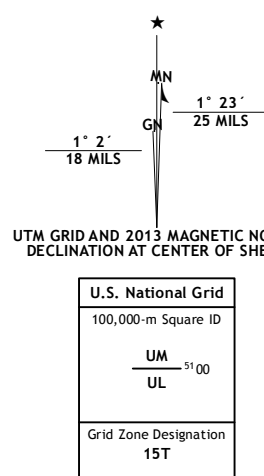 ★
MN
1° 23´
25 MILS
GN
1° 2´
18 MILS
UTM GRID AND 2013 MAGNETIC NO
DECLINATION AT CENTER OF SHE
U.S. National Grid
100,000-m Square ID
UM
5100
UL
Grid Zone Designation
15T